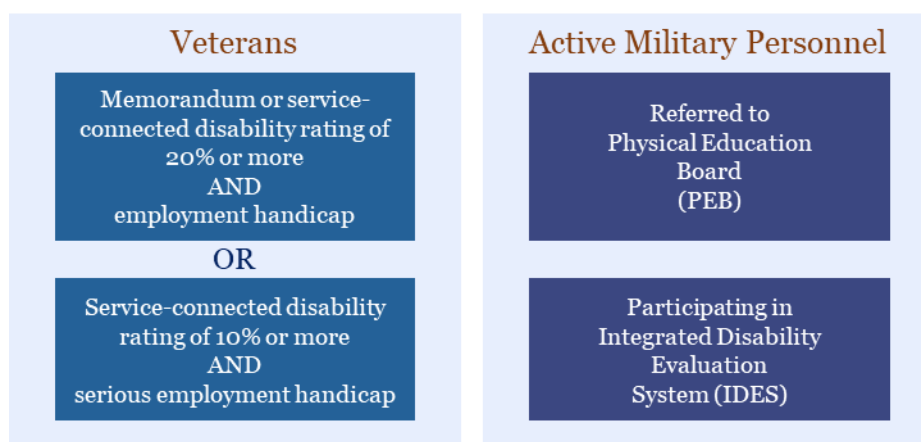 Veterans
Memorandum or service-
connected disability rating of
20% or more
AND
employment handicap
OR
Service-connected disability
rating of 10% or more
AND
serious employment handicap
Active Military Personnel
Referred to
Physical Education
Board
(PEB)
Participating in
Integrated Disability
Evaluation
System (IDES)